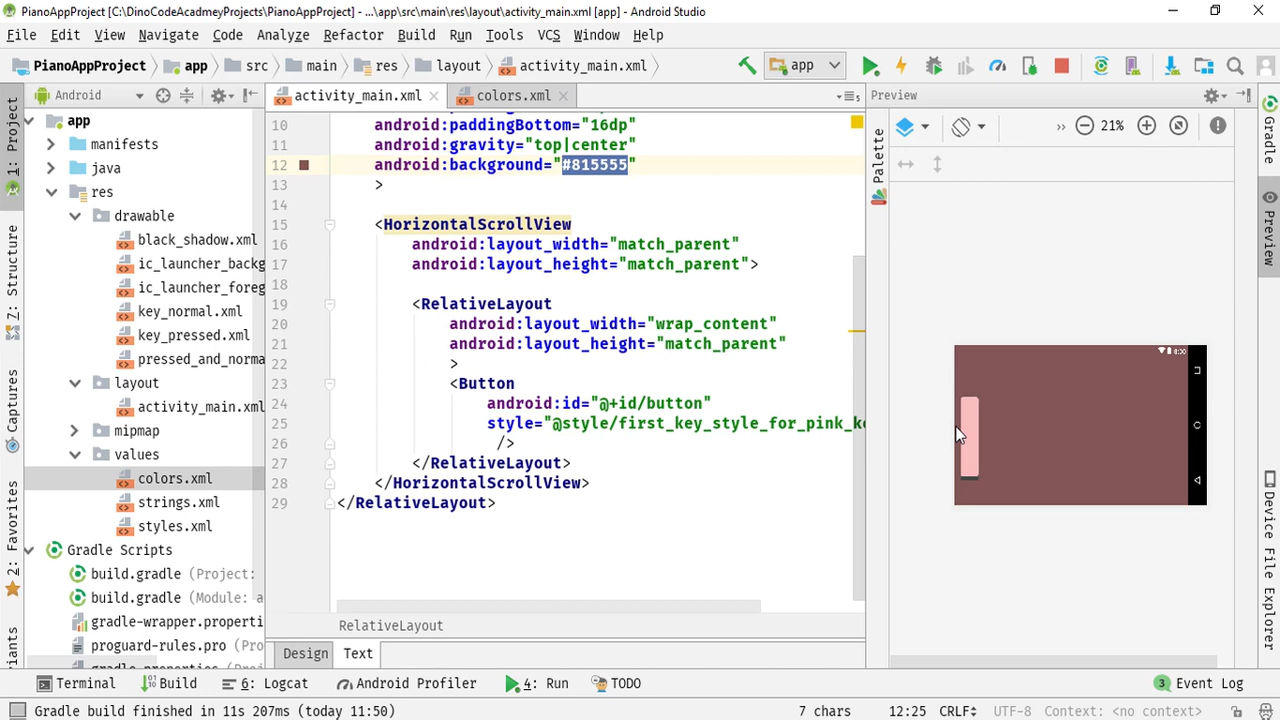 PianoAppProject [C:\DinoCodeAcadmeyProjects\PianoAppProject] - ...\app\src\main\res\layout\activity_main.xml [app] - Android Studio
File Edit View Navigate Code Analyze Refactor Build Run Tools VCS Window Help
PianoAppProject app src main res layout activity_main.xml app
1: Project
7: Structure
Captures
2: Favorites
Android
app
manifests
java
res
drawable
black_shadow.xml
ic_launcher_backg
ic_launcher_foreg
key_normal.xml
key_pressed.xml
pressed_and_norma
layout
activity_main.xml
mipmap
values
colors.xml
strings.xml
styles.xml
Gradle Scripts
build.gradle (Project:
build.gradle (Module: a
gradle-wrapper.properti
proguard-rules.pro (Pro
activity_main.xml colors.xml
10 android:paddingBottom="16dp"
11 android:gravity="top|center"
12 android:background="#815555"
13 >
14
15 <HorizontalScrollView
16 android:layout_width="match_parent"
17 android:layout_height="match_parent">
18
19 <RelativeLayout
20 android:layout_width="wrap_content"
21 android:layout_height="match_parent"
22 >
23 <Button
24 android:id="@+id/button"
25 style="@style/first_key_style_for_pink_ke
26 />
27 </RelativeLayout>
28 </HorizontalScrollView>
29 </RelativeLayout>
RelativeLayout
Design Text
Preview
Palette
21%
Gradle
Preview
Device File Explorer
Terminal Build 6: Logcat Android Profiler 4: Run TODO 3 Event Log
Gradle build finished in 11s 207ms (today 11:50) 7 chars 12:25 CRLF UTF-8 Context: <no context>